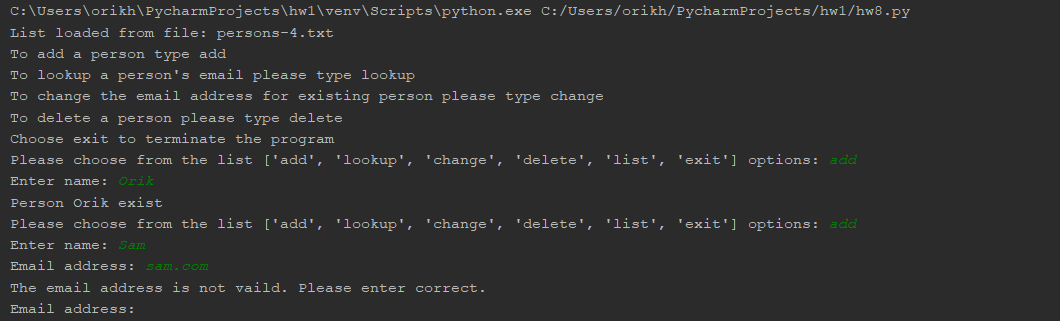 C:\Users\orikh\PycharmProjects\hw1\venv\Scripts\python.exe C:/Users/orikh/PycharmProjects/hw1/hw8.py
List loaded from file: persons-4.txt
To add a person type add
To lookup a person's email please type lookup
To change the email address for existing person please type change
To delete a person please type delete
Choose exit to terminate the program
Please choose from the list ['add', 'lookup', 'change', 'delete', 'list', 'exit'] options: add
Enter name: Orik
Person Orik exist
Please choose from the list ['add', 'lookup', 'change', 'delete', 'list', 'exit'] options: add
Enter name: Sam
Email address: sam.com
The email address is not vaild. Please enter correct.
Email address: